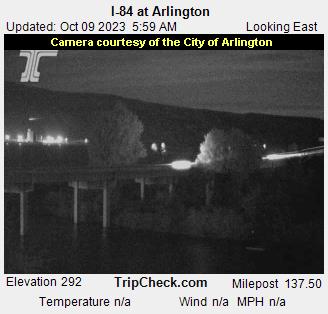 I-84 at Arlington
Updated: Oct 09 2023 5:59 AM Looking East
Camera courtesy of the City of Arlington
Elevation 292 TripCheck.com Milepost 137.50
Temperature n/a Wind n/a MPH n/a